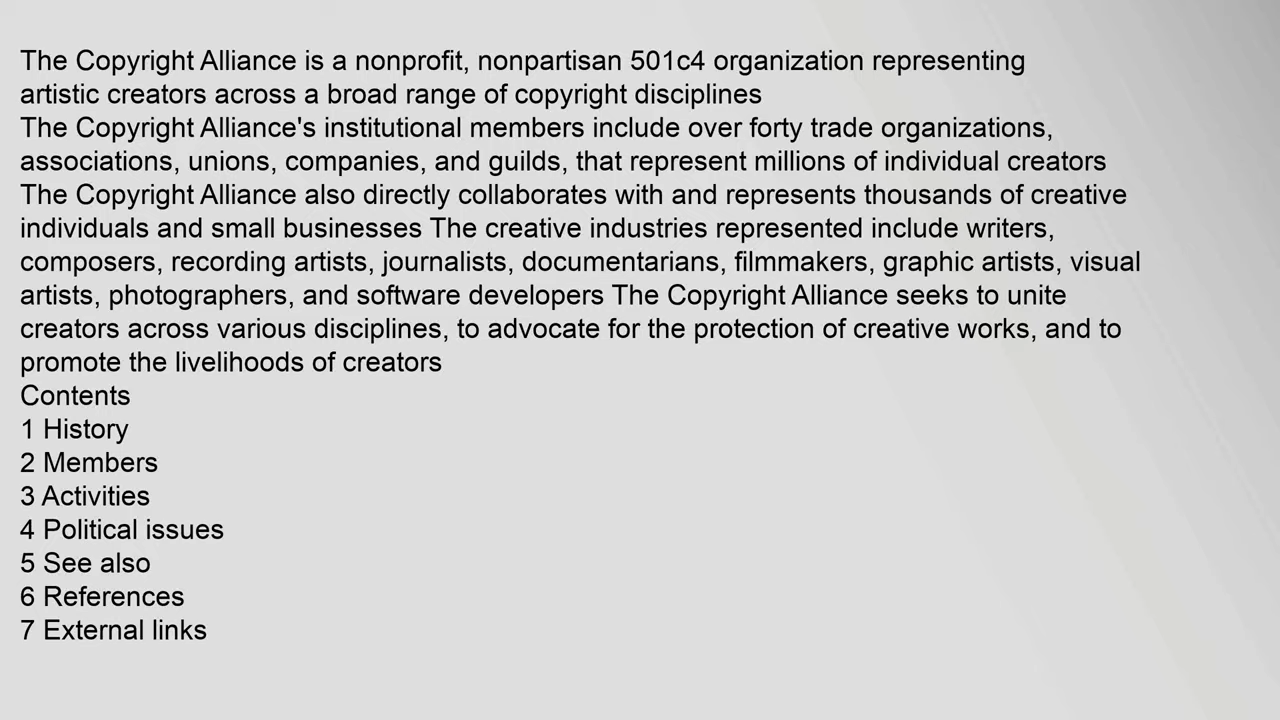 The Copyright Alliance is a nonprofit, nonpartisan 501c4 organization representing
artistic creators across a broad range of copyright disciplines
The Copyright Alliance's institutional members include over forty trade organizations,
associations, unions, companies, and guilds, that represent millions of individual creators
The Copyright Alliance also directly collaborates with and represents thousands of creative
individuals and small businesses The creative industries represented include writers,
composers, recording artists, journalists, documentarians, filmmakers, graphic artists, visual
artists, photographers, and software developers The Copyright Alliance seeks to unite
creators across various disciplines, to advocate for the protection of creative works, and to
promote the livelihoods of creators
Contents
1 History
2 Members
3 Activities
4 Political issues
5 See also
6 References
7 External links